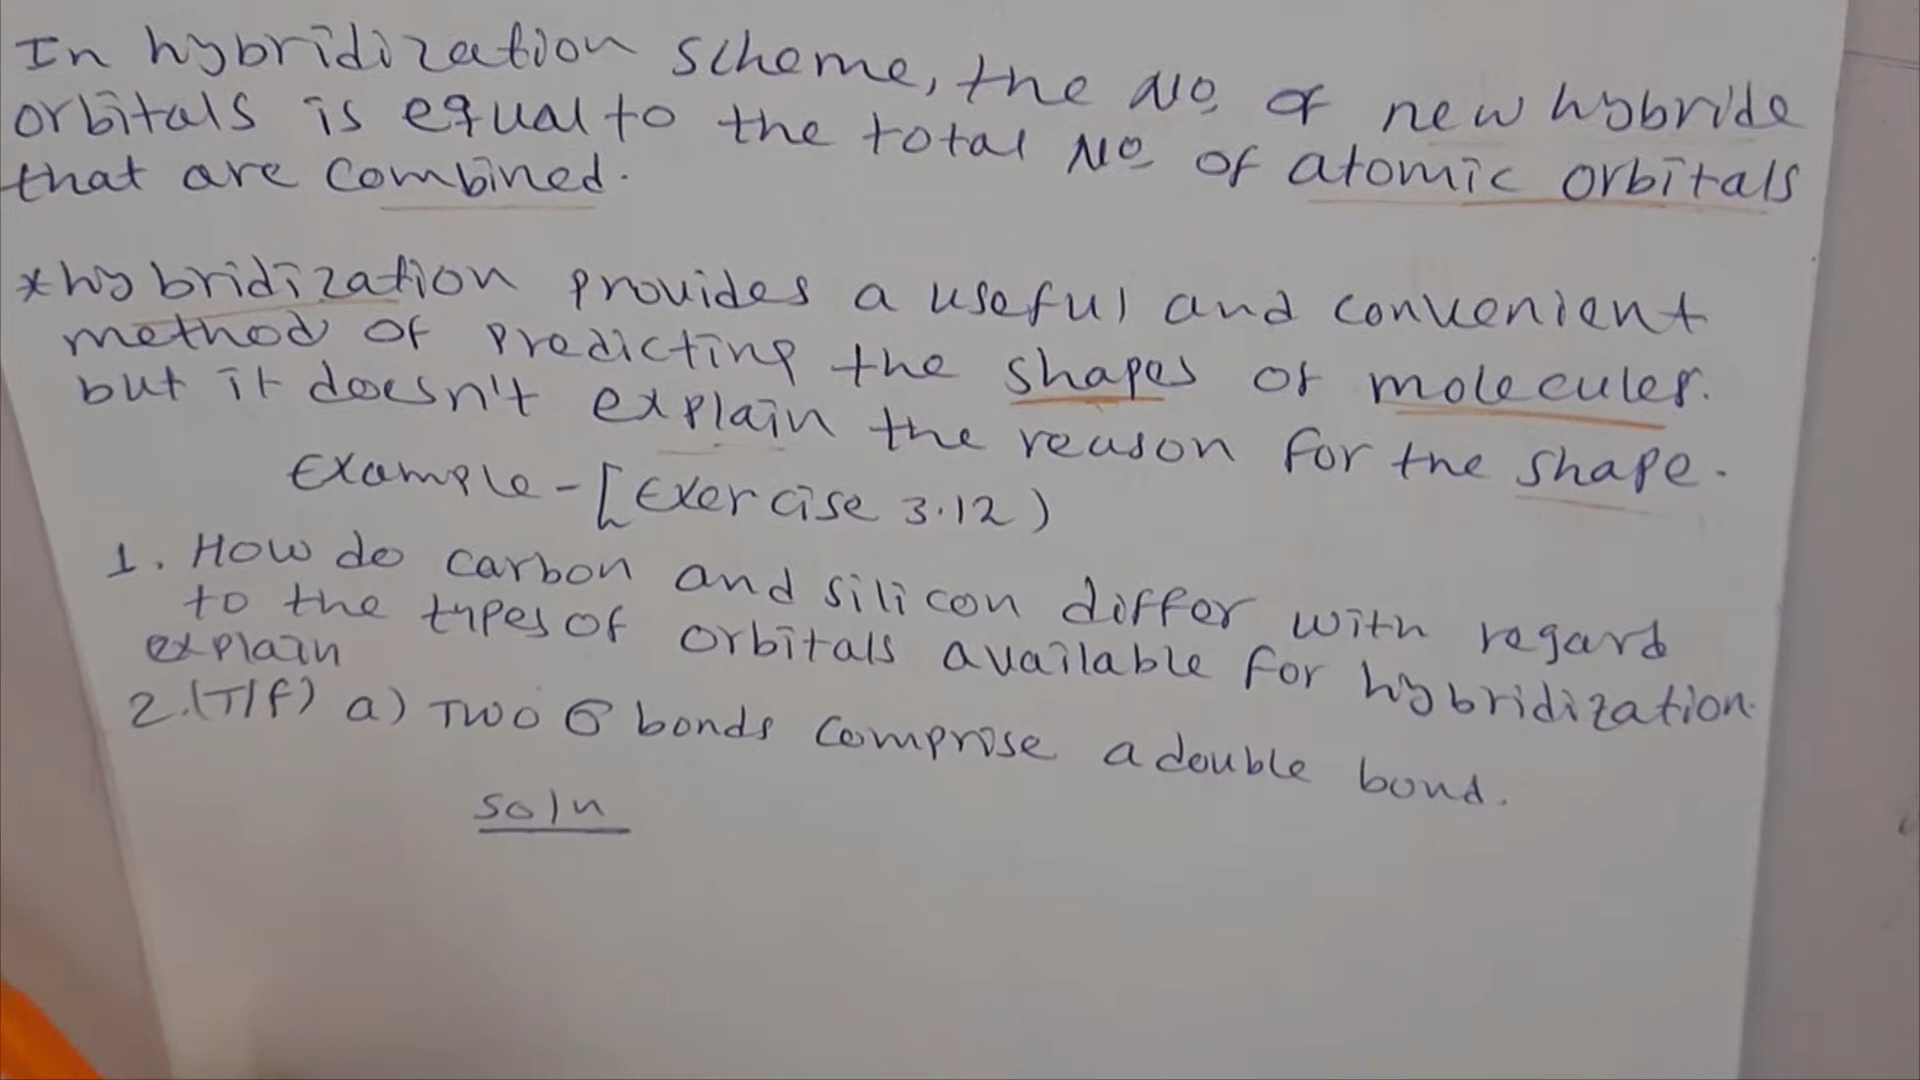 In hybridization scheme, the No of new hybride
orbitals is equal to the total No of atomic orbitals
that are combined.
*hybridization provides a useful and convenient
method of predicting the shapes of molecules.
but it doesn't explain the reason for the shape.
Example - [Exercise 3.12)
1. How do carbon and silicon differ with regard
to the types of orbitals available for hybridization.
explain
2. (T/f) a) Two σ bonds comprise a double bond.
soln